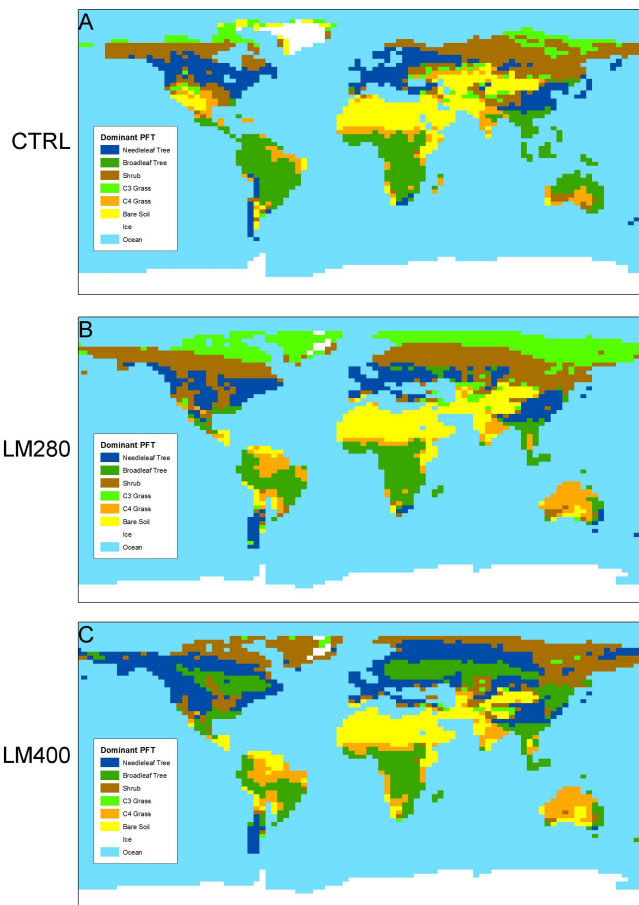 A
CTRL
Dominant PFT
Needleleaf Tree
Broadleaf Tree
Shrub
C3 Grass
C4 Grass
Bare Soil
Ice
Ocean
B
LM280
Dominant PFT
Needleleaf Tree
Broadleaf Tree
Shrub
C3 Grass
C4 Grass
Bare Soil
Ice
Ocean
C
LM400
Dominant PFT
Needleleaf Tree
Broadleaf Tree
Shrub
C3 Grass
C4 Grass
Bare Soil
Ice
Ocean